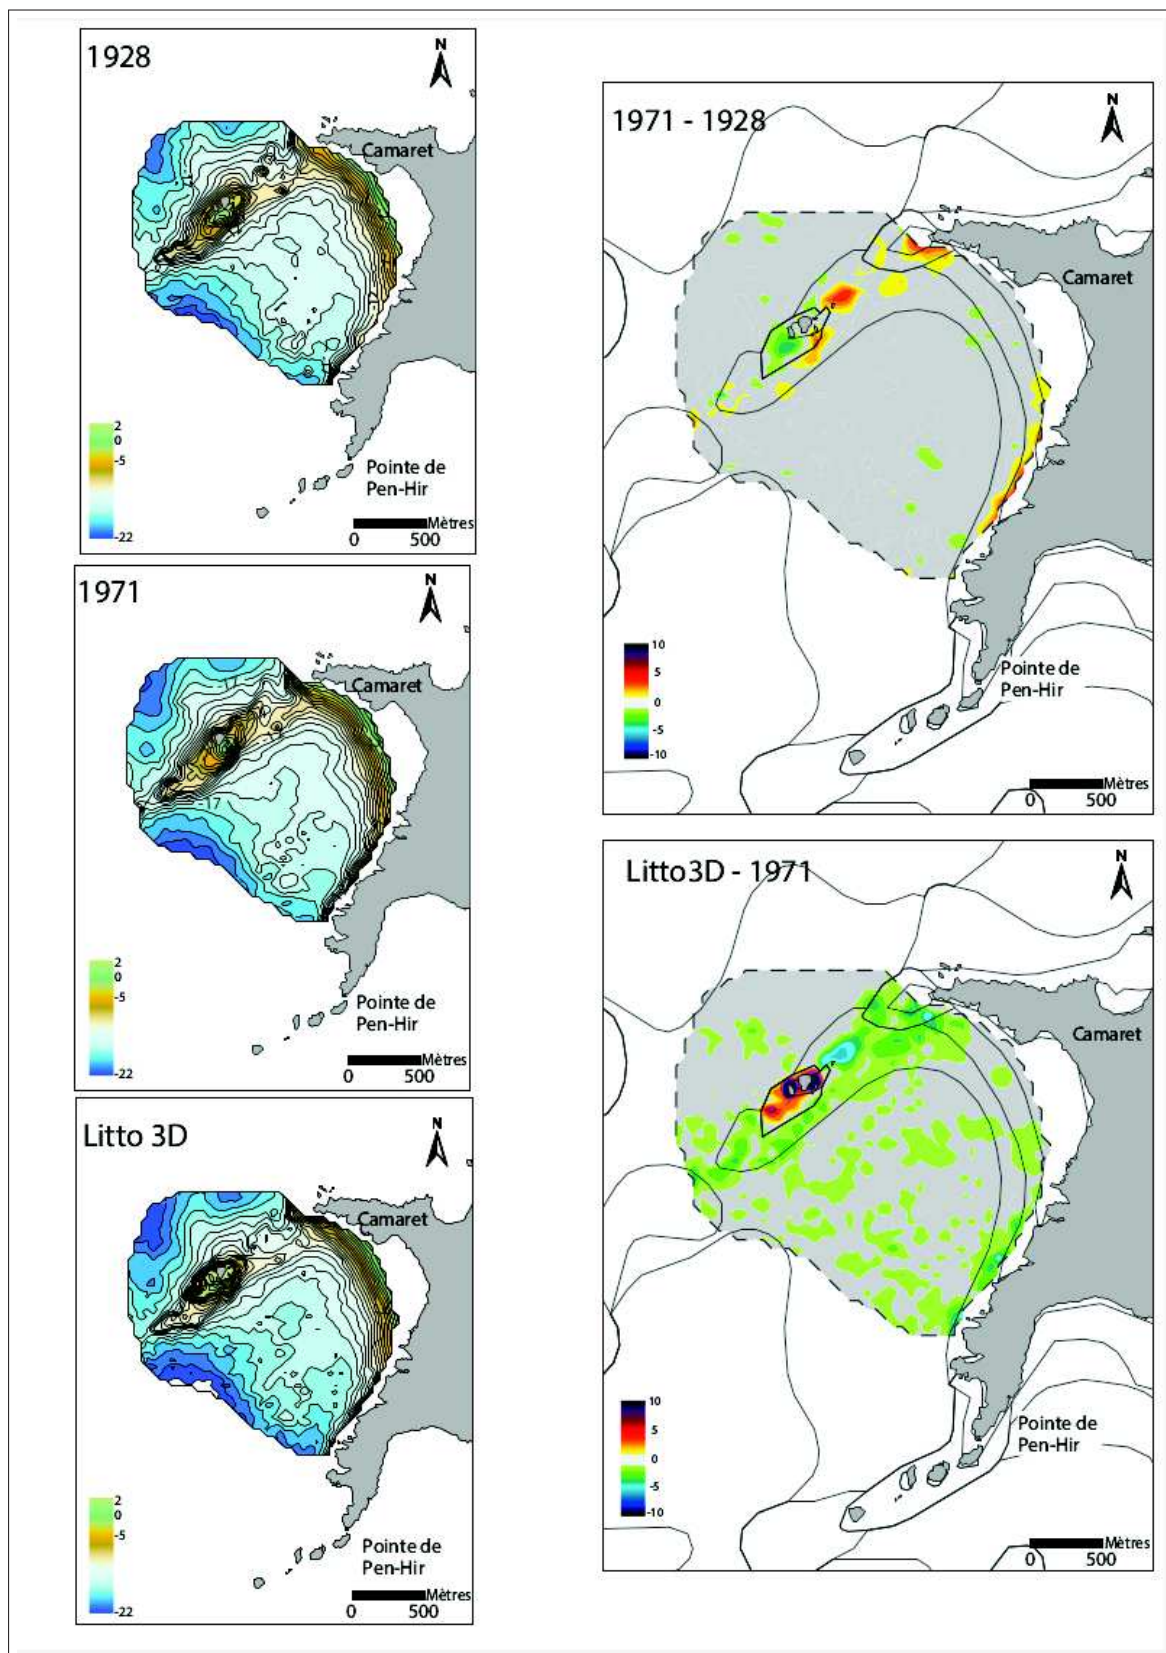 1928
N
Camaret
2
0
-5
-22
Pointe de
Pen-Hir
Mètres
0 500
1971
N
-17
Camaret
17
2
0
-5
-22
Pointe de
Pen-Hir
Mètres
0 500
Litto 3D
N
Camaret
2
0
-5
-22
Pointe de
Pen-Hir
Mètres
0 500
1971 - 1928
N
Camaret
10
5
0
-5
-10
Pointe de
Pen-Hir
Mètres
0 500
Litto3D - 1971
N
Camaret
10
5
0
-5
-10
Pointe de
Pen-Hir
Mètres
0 500